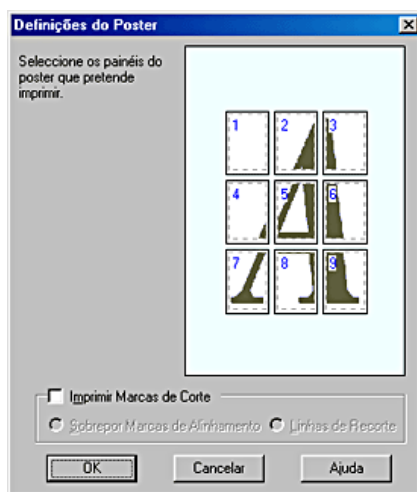 Definições do Poster
Seleccione os painéis do
poster que pretende
imprimir.
1 2 3
4 5 6
7 8 9
Imprimir Marcas de Corte
Sobrepor Marcas de Alinhamento Linhas de Recorte
OK Cancelar Ajuda